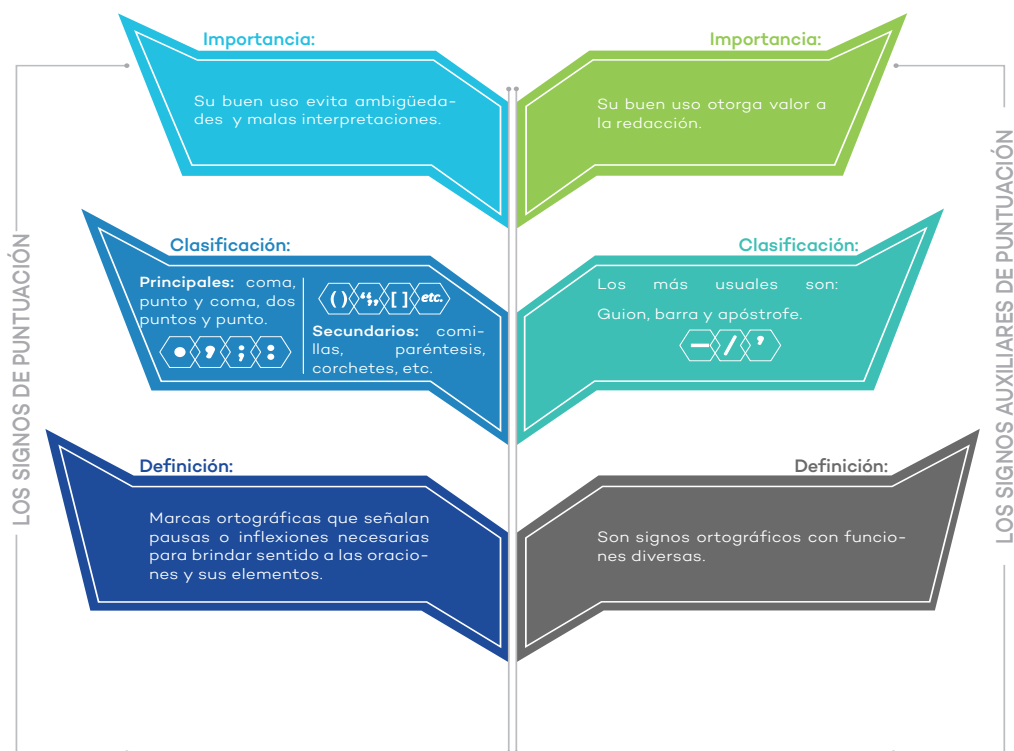 LOS SIGNOS DE PUNTUACIÓN
Importancia:
Su buen uso evita ambigüeda-
des y malas interpretaciones.
Clasificación:
Principales: coma,
punto y coma, dos
puntos y punto.
. , ; :
( ) “„ [ ] etc.
Secundarios: comi-
llas, paréntesis,
corchetes, etc.
Definición:
Marcas ortográficas que señalan
pausas o inflexiones necesarias
para brindar sentido a las oracio-
nes y sus elementos.
LOS SIGNOS AUXILIARES DE PUNTUACIÓN
Importancia:
Su buen uso otorga valor a
la redacción.
Clasificación:
Los más usuales son:
Guion, barra y apóstrofe.
— / ’
Definición:
Son signos ortográficos con funcio-
nes diversas.